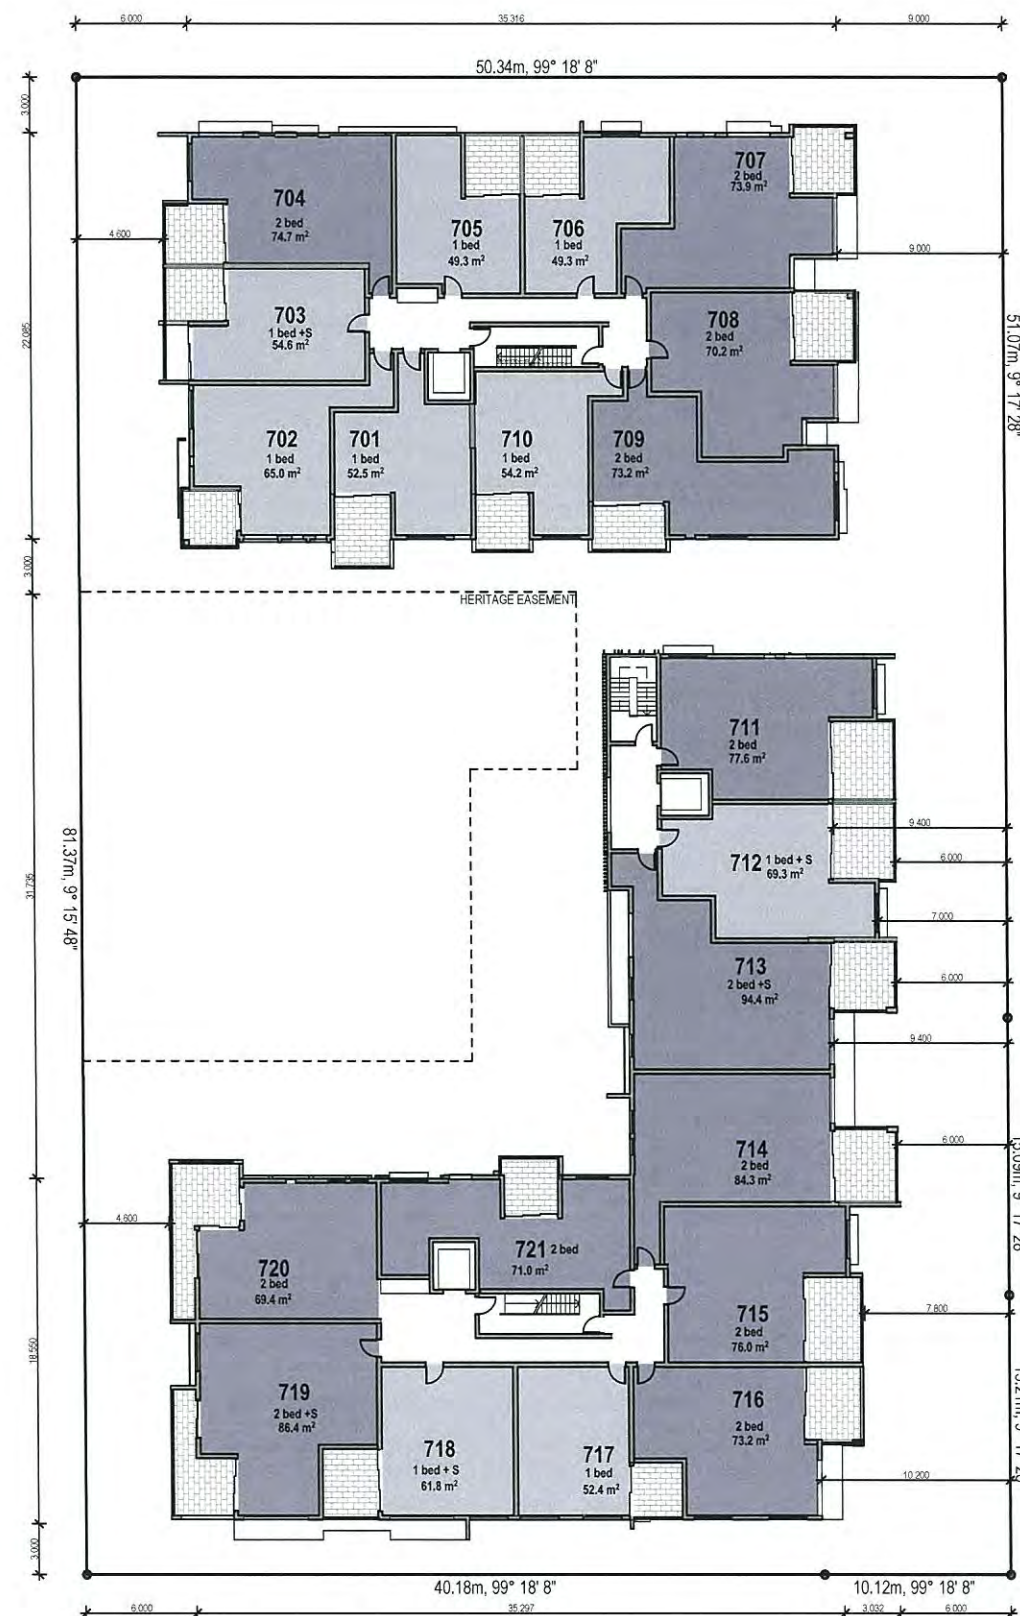 6.000
35.316
9.000
50.34m, 99° 18' 8"
3.000
704
2 bed
74.7 m²
705
1 bed
49.3 m²
706
1 bed
49.3 m²
707
2 bed
73.9 m²
4.600
9.000
22.085
703
1 bed +S
54.6 m²
708
2 bed
70.2 m²
51.07m, 9° 17' 28"
702
1 bed
65.0 m²
701
1 bed
52.5 m²
710
1 bed
54.2 m²
709
2 bed
73.2 m²
3.000
HERITAGE EASEMENT
711
2 bed
77.6 m²
9.400
712 1 bed + S
69.3 m²
6.000
81.37m, 9° 15' 48"
31.735
7.000
713
2 bed +S
94.4 m²
6.000
9.400
714
2 bed
84.3 m²
6.000
4.600
720
2 bed
69.4 m²
721 2 bed
71.0 m²
715
2 bed
76.0 m²
7.800
18.550
719
2 bed +S
86.4 m²
716
2 bed
73.2 m²
718
1 bed + S
61.8 m²
717
1 bed
52.4 m²
10.200
3.000
40.18m, 99° 18' 8"
10.12m, 99° 18' 8"
6.000
35.297
3.032
6.000